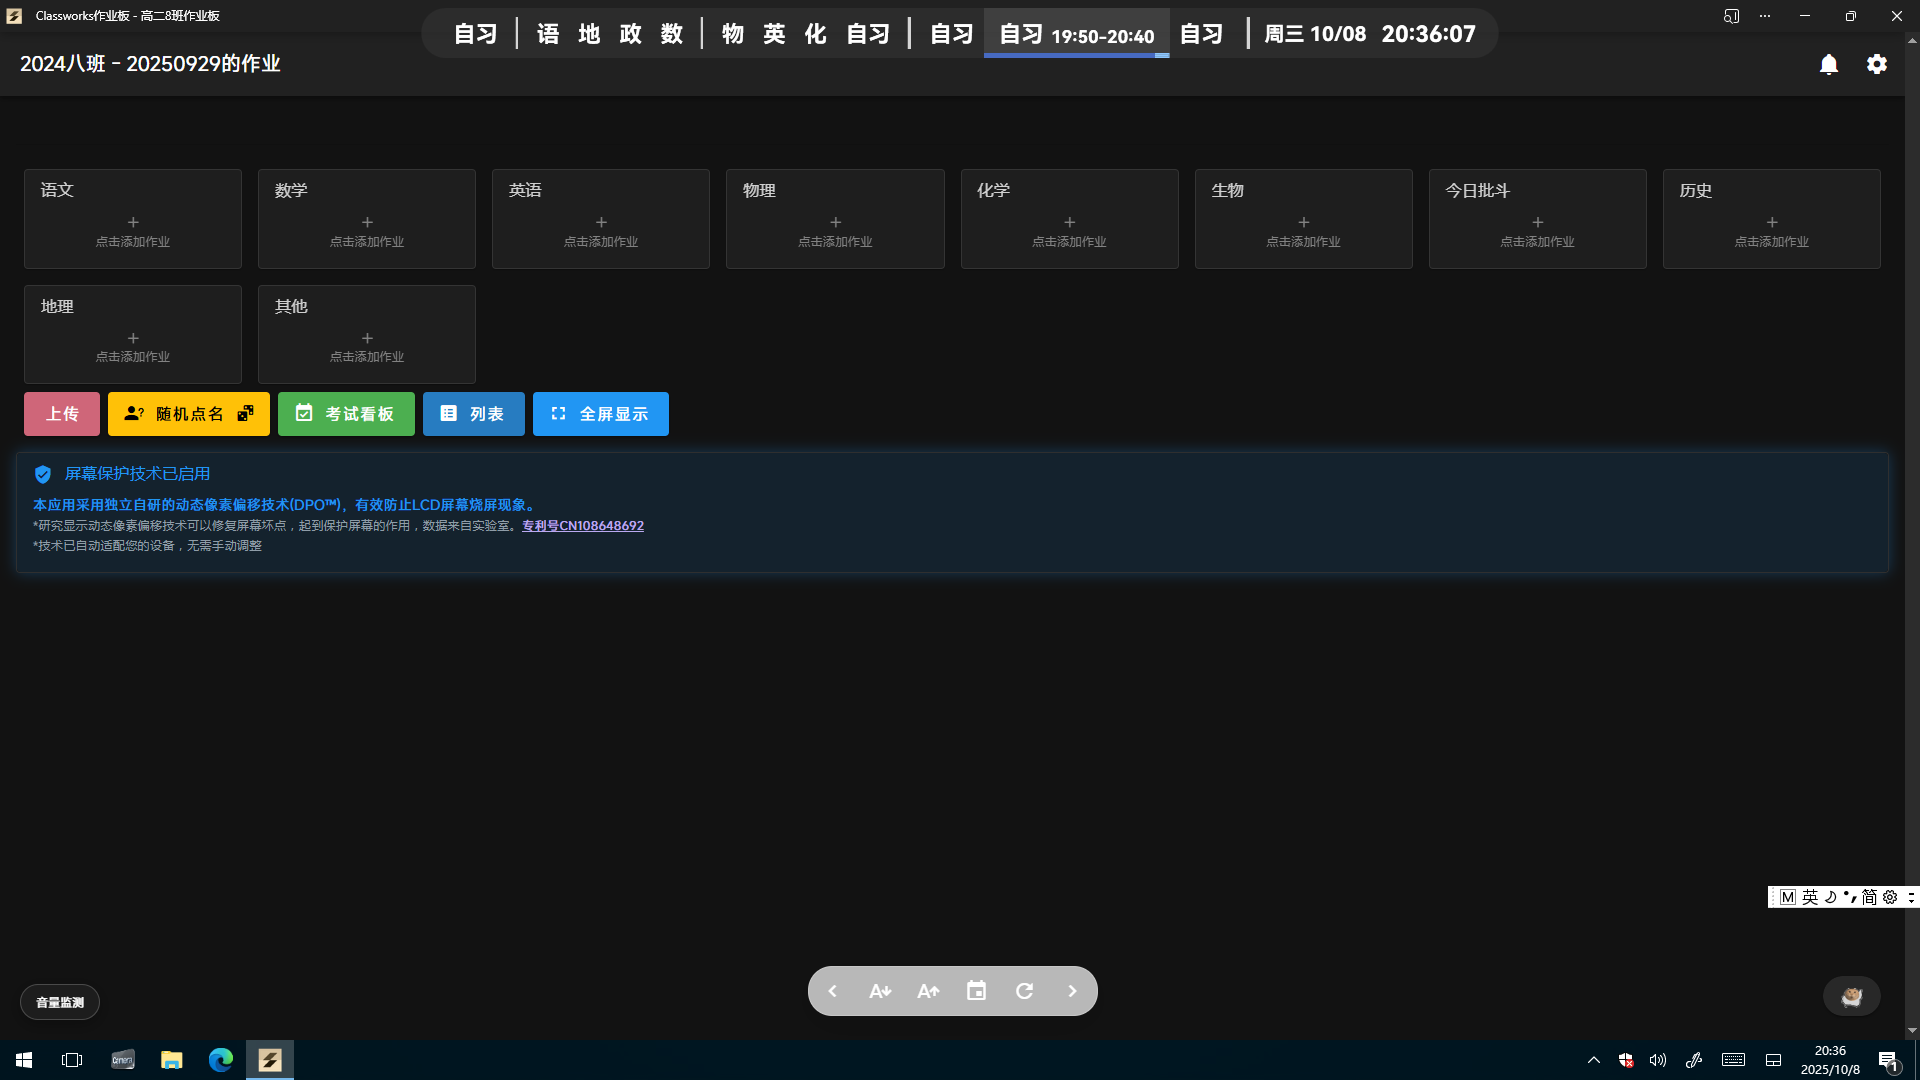 Classworks作业板 - 高二8班作业板
自习 语 地 政 数 物 英 化 自习 自习 自习 19:50-20:40 自习 周三 10/08 20:36:07
2024八班 - 20250929的作业
语文 数学 英语 物理 化学 生物 今日批斗 历史
点击添加作业 点击添加作业 点击添加作业 点击添加作业 点击添加作业 点击添加作业 点击添加作业 点击添加作业
地理 其他
点击添加作业 点击添加作业
上传 随机点名 考试看板 列表 全屏显示
屏幕保护技术已启用
本应用采用独立自研的动态像素偏移技术(DPO™)，有效防止LCD屏幕烧屏现象。
*研究显示动态像素偏移技术可以修复屏幕坏点，起到保护屏幕的作用，数据来自实验室。专利号CN108648692
*技术已自动适配您的设备，无需手动调整
M 英 简
音量监测
A A
Camera
20:36
2025/10/8
1